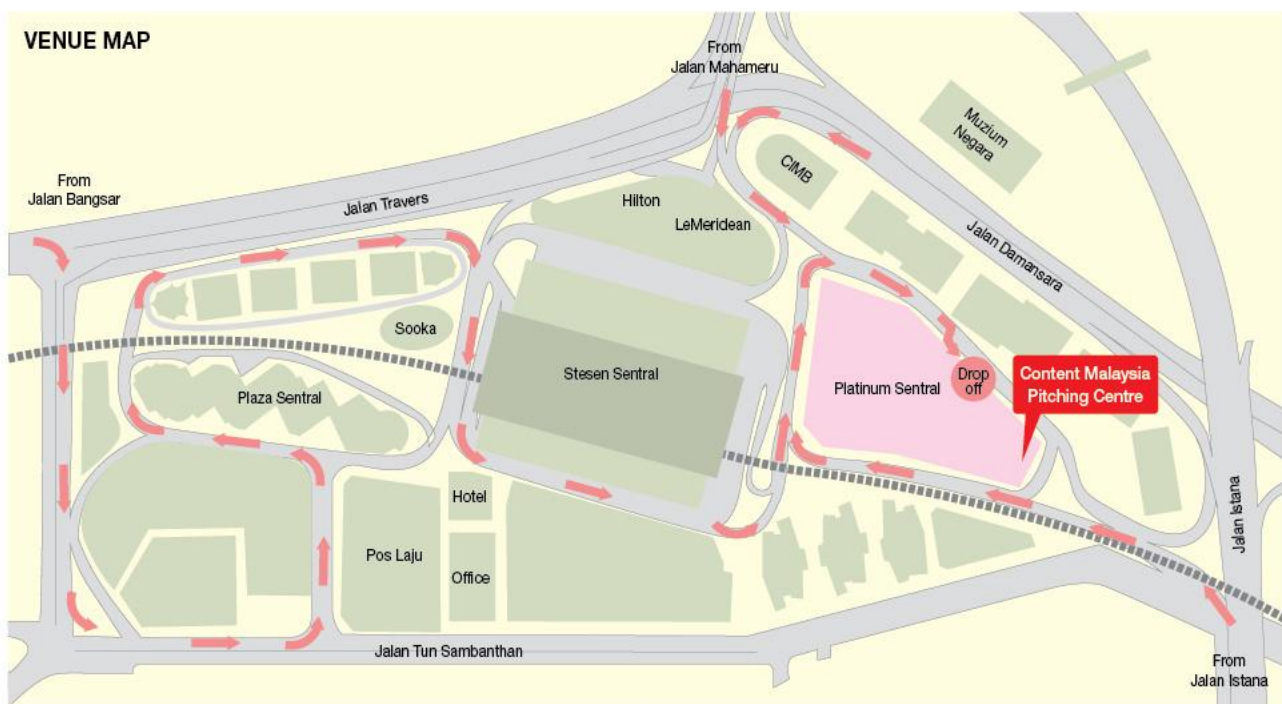 VENUE MAP
From
Jalan Mahameru
Muzium
Negara
CIMB
From
Jalan Bangsar
Jalan Travers
Hilton
LeMeridean
Jalan Damansara
Sooka
Stesen Sentral
Plaza Sentral
Platinum Sentral
Drop
off
Content Malaysia
Pitching Centre
Hotel
Pos Laju
Office
Jalan Istana
Jalan Tun Sambanthan
From
Jalan Istana